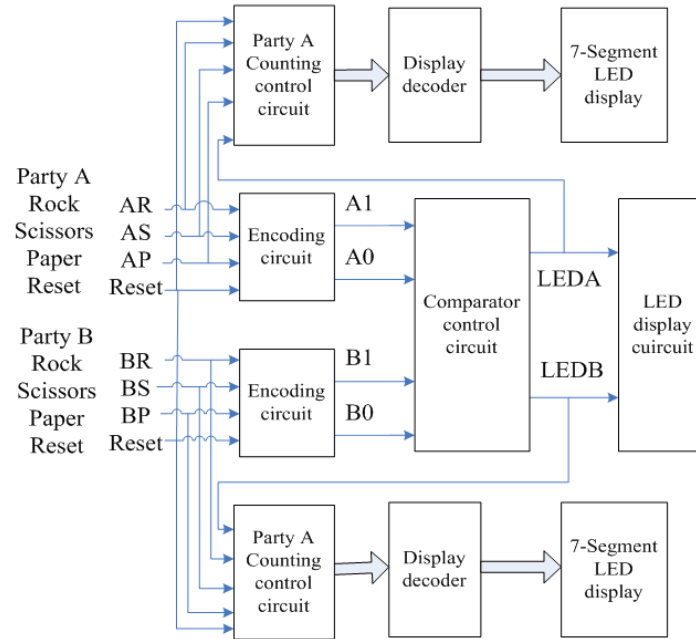 Party A
Counting
control
circuit
Display
decoder
7-Segment
LED
display
Party A
Rock
Scissors
Paper
Reset
AR
AS
AP
Reset
Encoding
circuit
A1
A0
Comparator
control
circuit
LEDA
LEDB
LED
display
cuircuit
Party B
Rock
Scissors
Paper
Reset
BR
BS
BP
Reset
Encoding
circuit
B1
B0
Party A
Counting
control
circuit
Display
decoder
7-Segment
LED
display